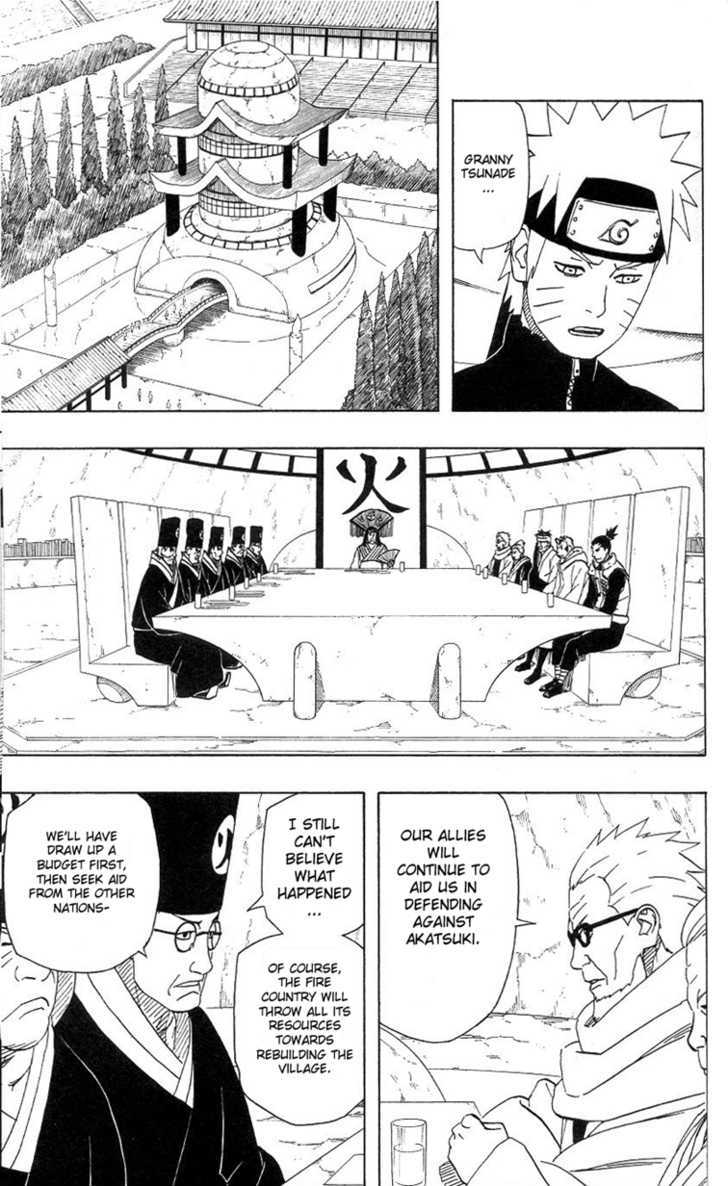 GRANNY
TSUNADE
...
火
OUR ALLIES
WILL
CONTINUE TO
AID US IN
DEFENDING
AGAINST
AKATSUKI.
I STILL
CAN'T
BELIEVE
WHAT
HAPPENED
...
OF COURSE,
THE FIRE
COUNTRY WILL
THROW ALL ITS
RESOURCES
TOWARDS
REBUILDING THE
VILLAGE.
WE'LL HAVE
DRAW UP A
BUDGET FIRST,
THEN SEEK AID
FROM THE OTHER
NATIONS-